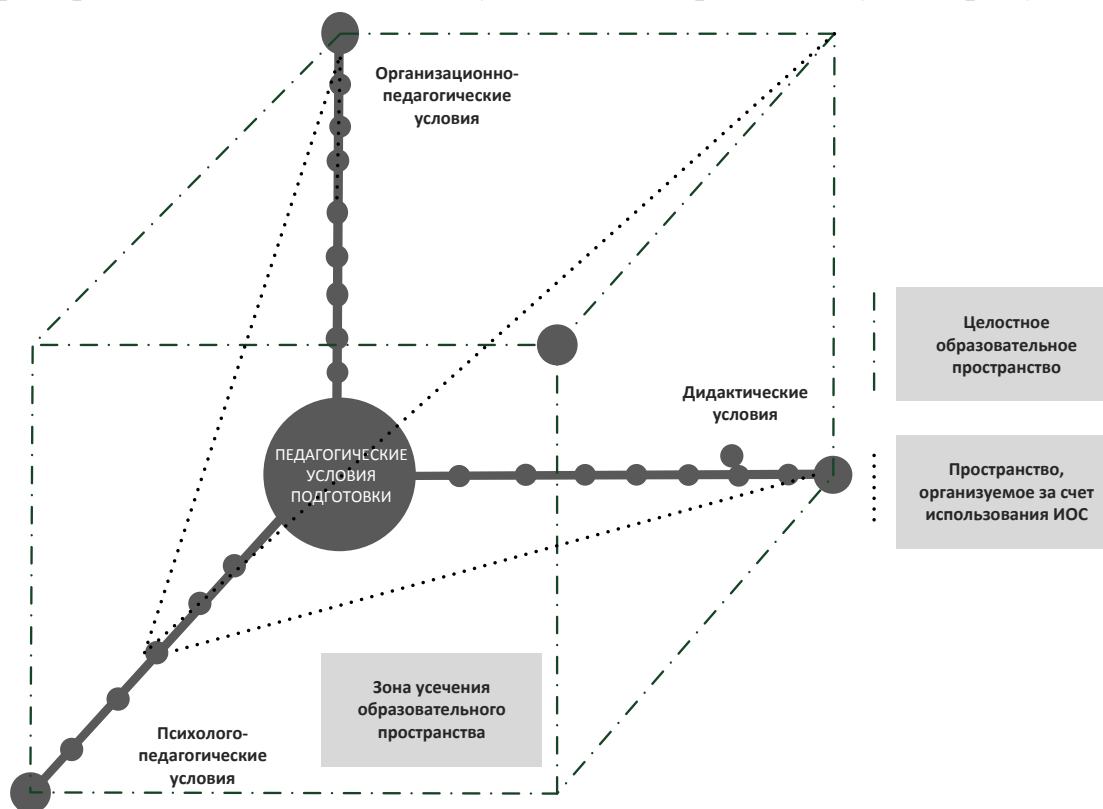 Организационно-
педагогические
условия
Целостное
образовательное
пространство
Дидактические
условия
ПЕДАГОГИЧЕСКИЕ
УСЛОВИЯ
ПОДГОТОВКИ
Пространство,
организуемое за счет
использования ИОС
Зона усечения
образовательного
пространства
Психолого-
педагогические
условия